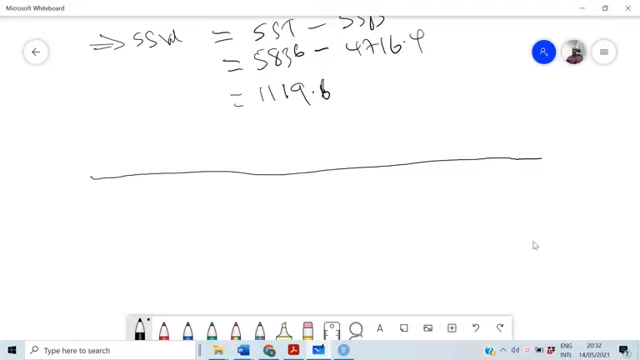 Microsoft Whiteboard
⇒ SSW = SST - SSB
= 5836 - 4716.4
= 1119.6
Type here to search
ENG
INTL
20:32
14/05/2021